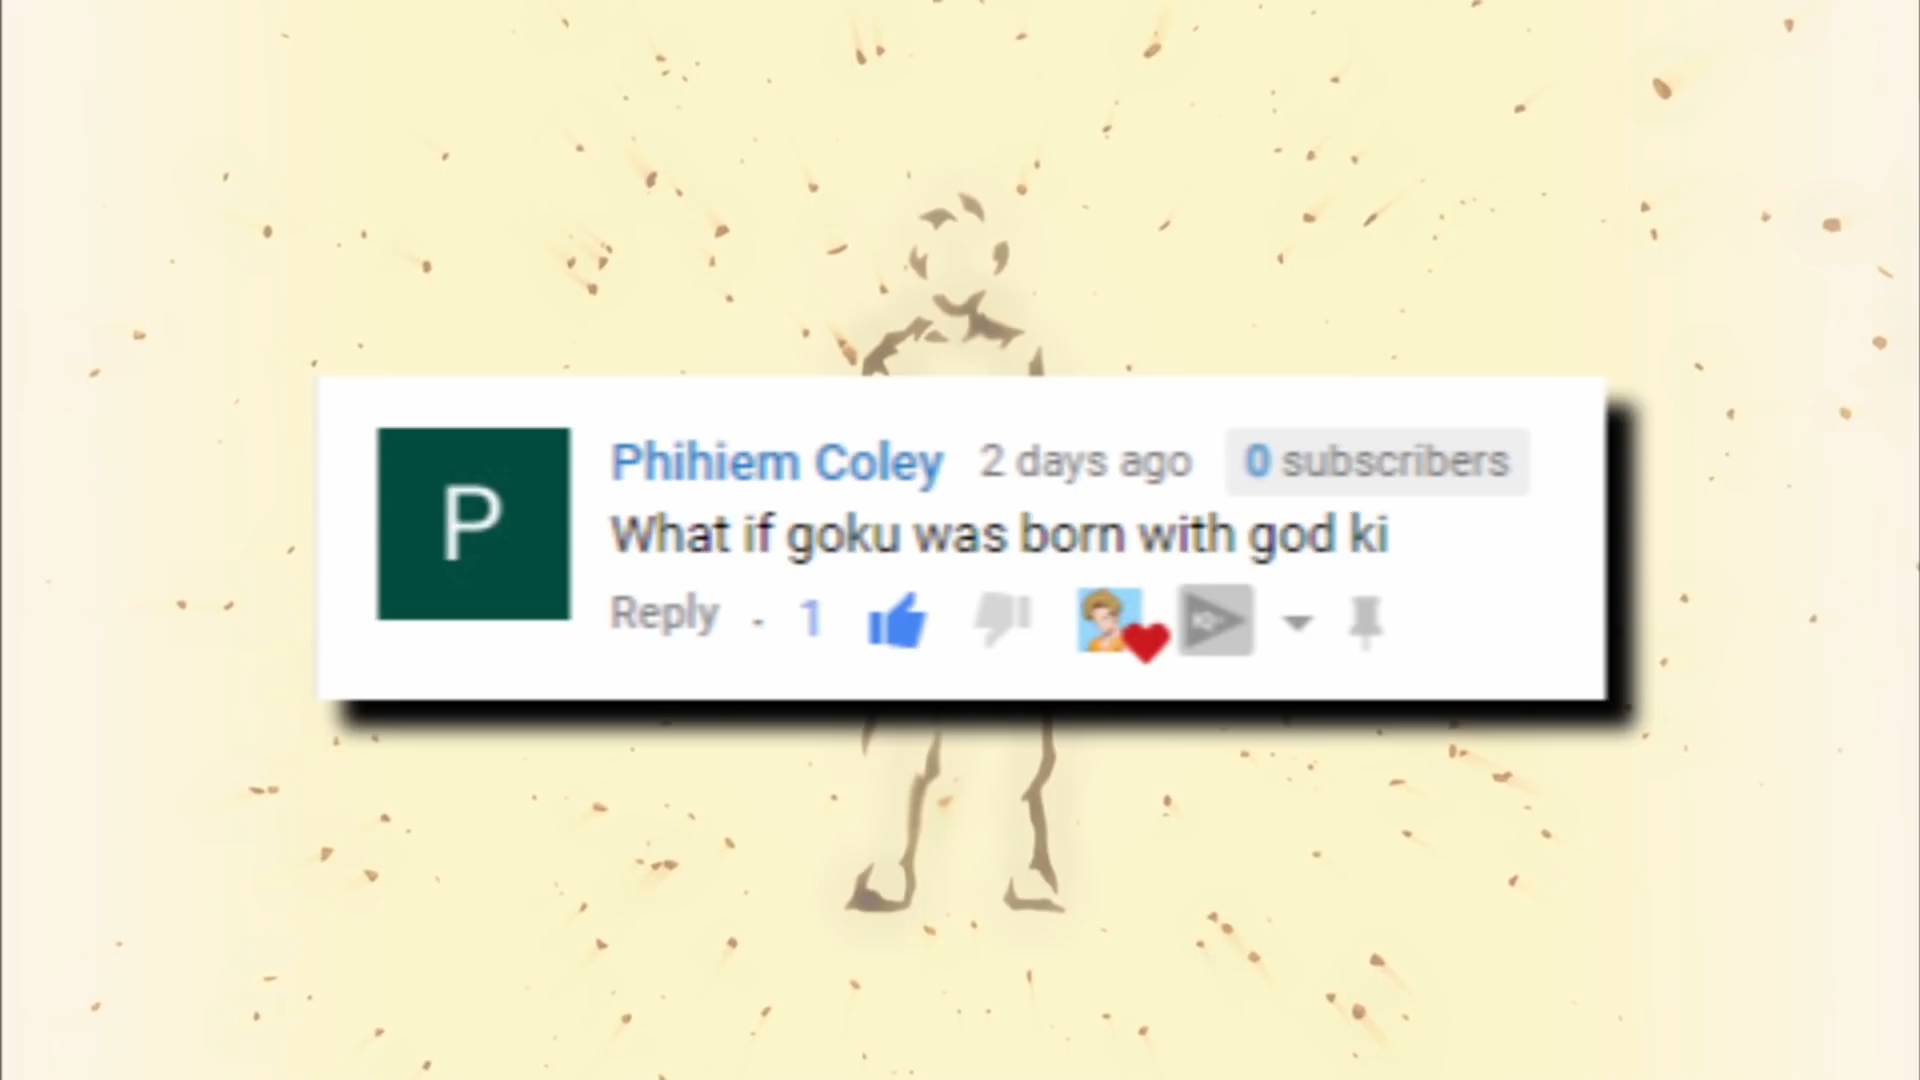 P
Phihiem Coley 2 days ago 0 subscribers
What if goku was born with god ki
Reply - 1